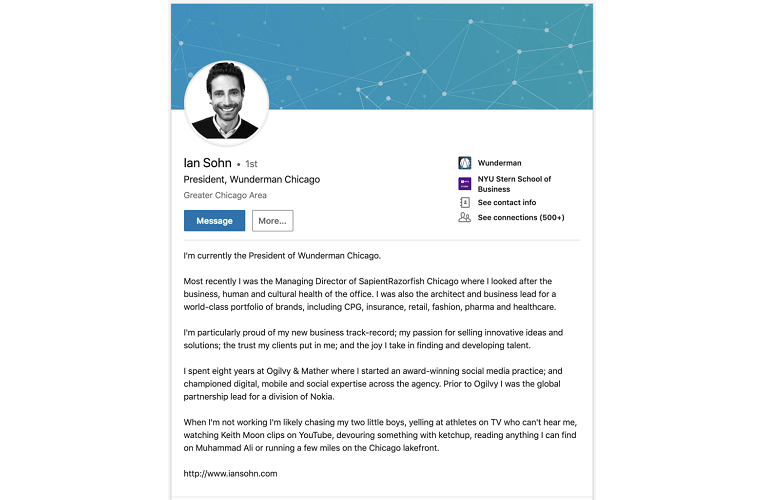 Ian Sohn • 1st
President, Wunderman Chicago
Greater Chicago Area
Message
More...
Wunderman
NYU Stern School of
Business
See contact info
See connections (500+)
I'm currently the President of Wunderman Chicago.
Most recently I was the Managing Director of SapientRazorfish Chicago where I looked after the
business, human and cultural health of the office. I was also the architect and business lead for a
world-class portfolio of brands, including CPG, insurance, retail, fashion, pharma and healthcare.
I'm particularly proud of my new business track-record; my passion for selling innovative ideas and
solutions; the trust my clients put in me; and the joy I take in finding and developing talent.
I spent eight years at Ogilvy & Mather where I started an award-winning social media practice; and
championed digital, mobile and social expertise across the agency. Prior to Ogilvy I was the global
partnership lead for a division of Nokia.
When I'm not working I'm likely chasing my two little boys, yelling at athletes on TV who can't hear me,
watching Keith Moon clips on YouTube, devouring something with ketchup, reading anything I can find
on Muhammad Ali or running a few miles on the Chicago lakefront.
http://www.iansohn.com